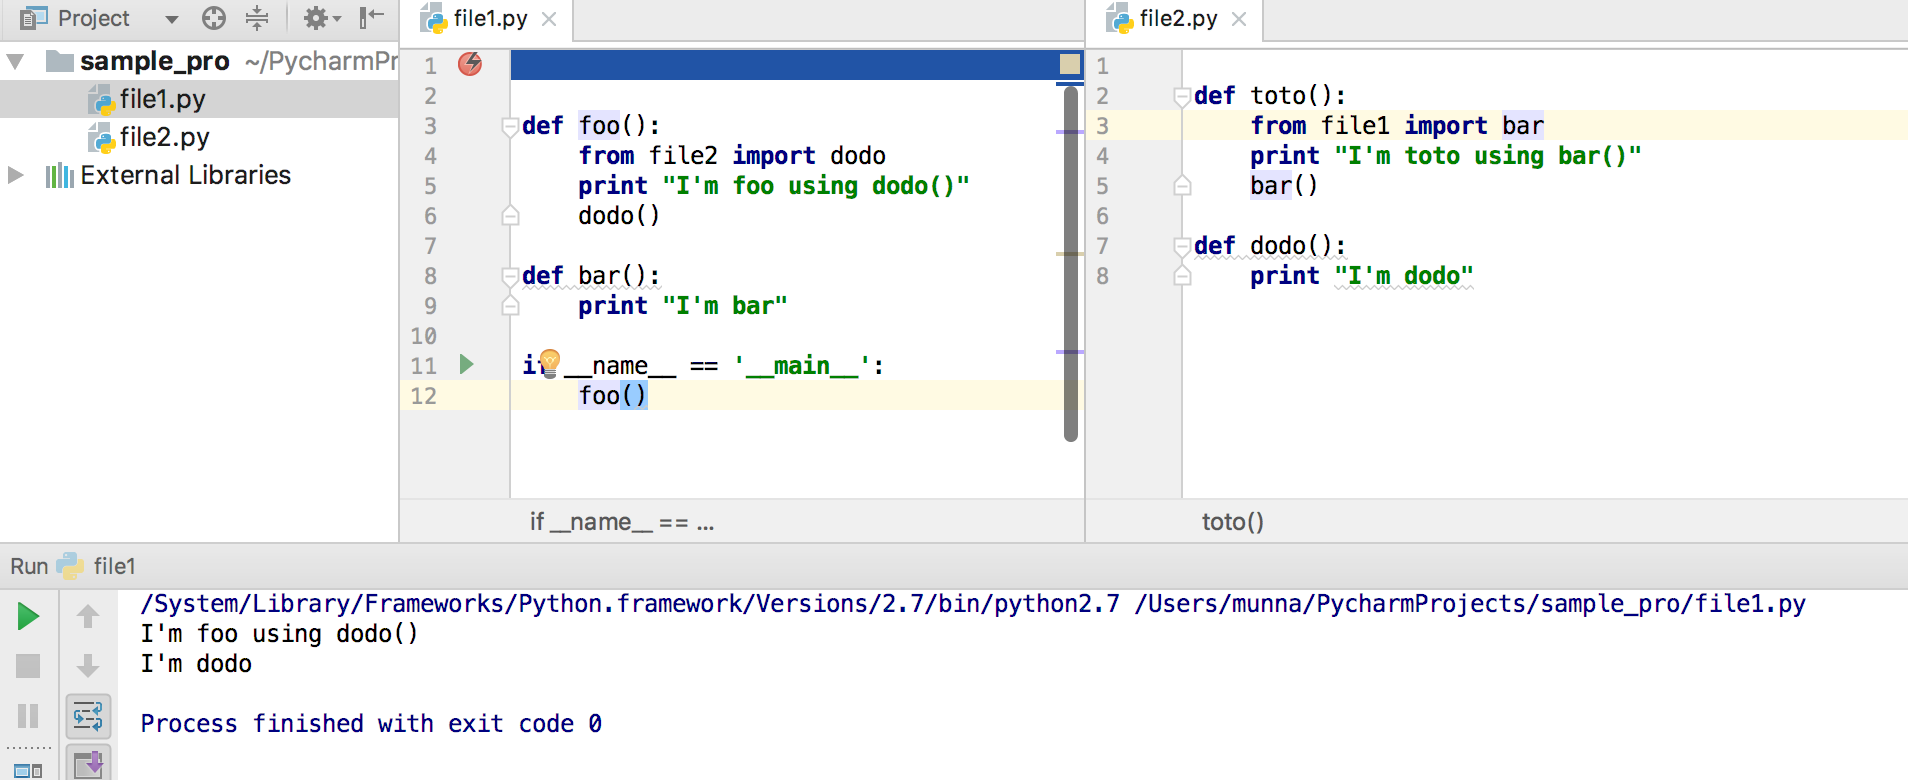 Project
sample_pro ~/PycharmPr
file1.py
file2.py
External Libraries
file1.py
1
2
3 def foo():
4 from file2 import dodo
5 print "I'm foo using dodo()"
6 dodo()
7
8 def bar():
9 print "I'm bar"
10
11 if __name__ == '__main__':
12 foo()
if __name__ == ...
file2.py
1
2 def toto():
3 from file1 import bar
4 print "I'm toto using bar()"
5 bar()
6
7 def dodo():
8 print "I'm dodo"
toto()
Run file1
/System/Library/Frameworks/Python.framework/Versions/2.7/bin/python2.7 /Users/munna/PycharmProjects/sample_pro/file1.py
I'm foo using dodo()
I'm dodo
Process finished with exit code 0